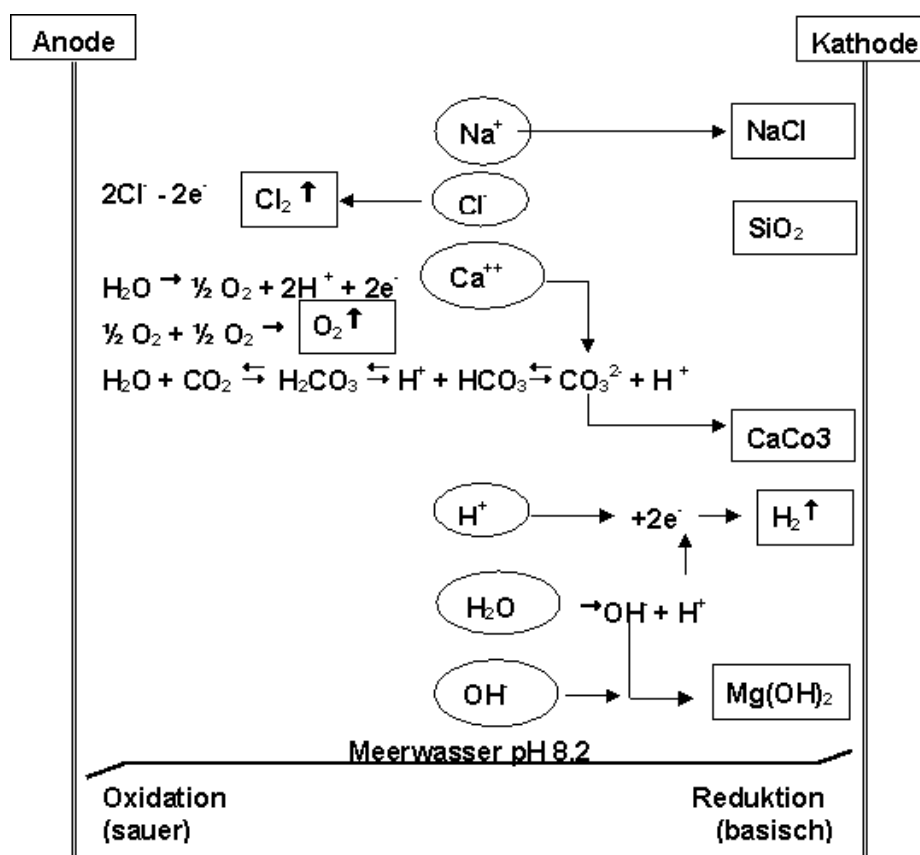 Anode Kathode
Na⁺ NaCl
2Cl⁻ - 2e⁻ Cl₂ ↑ Cl⁻
SiO₂
Ca⁺⁺
H₂O → ½ O₂ + 2H⁺ + 2e⁻
½ O₂ + ½ O₂ → O₂ ↑
H₂O + CO₂ ⇆ H₂CO₃ ⇆ H⁺ + HCO₃ ⇆ CO₃²⁻ + H⁺
CaCo3
H⁺ +2e⁻ H₂ ↑
H₂O → OH⁻ + H⁺
OH⁻ Mg(OH)₂
Meerwasser pH 8.2
Oxidation Reduktion
(sauer) (basisch)